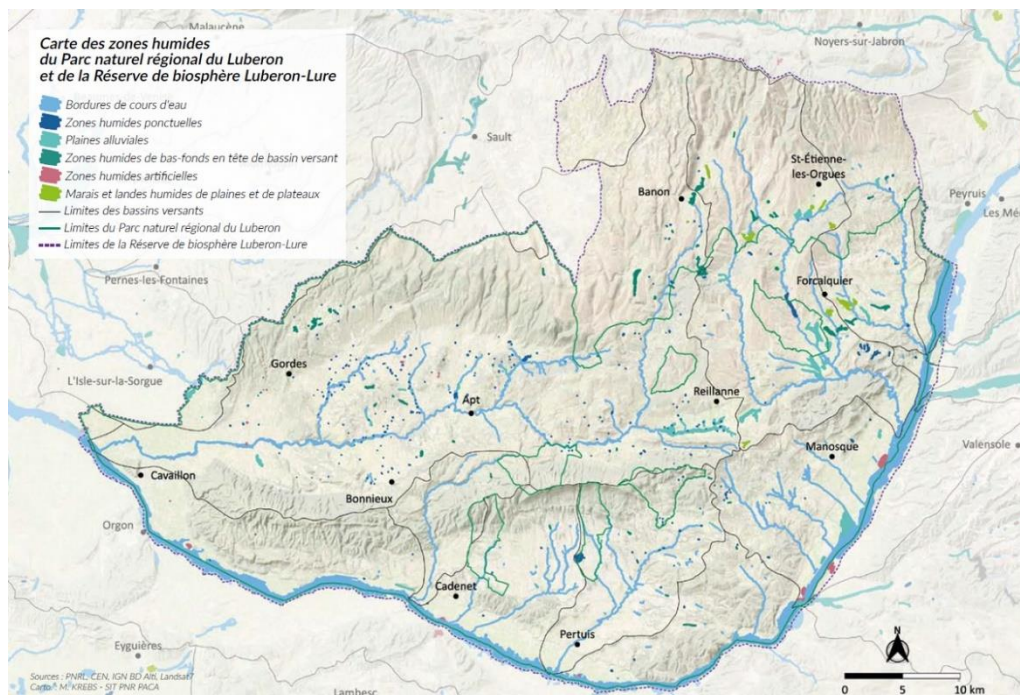 Carte des zones humides
du Parc naturel régional du Luberon
et de la Réserve de biosphère Luberon-Lure
Bordures de cours d'eau
Zones humides ponctuelles
Plaines alluviales
Zones humides de bas-fonds en tête de bassin versant
Zones humides artificielles
Marais et landes humides de plaines et de plateaux
Limites des bassins versants
Limites du Parc naturel régional du Luberon
Limites de la Réserve de biosphère Luberon-Lure
Malaucène
Noyers-sur-Jabron
Sault
St-Étienne-
les-Orgues
Banon
Peyruis
Les Mé
Pernes-les-Fontaines
Forcalquier
Gordes
L'Isle-sur-la-Sorgue
Apt
Reillanne
Manosque
Valensole
Cavaillon
Bonnieux
Orgon
Cadenet
Pertuis
Eyguières
Lambesc
N
0 5 10 km
Sources : PNRL, CEN, IGN BD Alti, Landsat7
Carto : M. KREBS - SIT PNR PACA